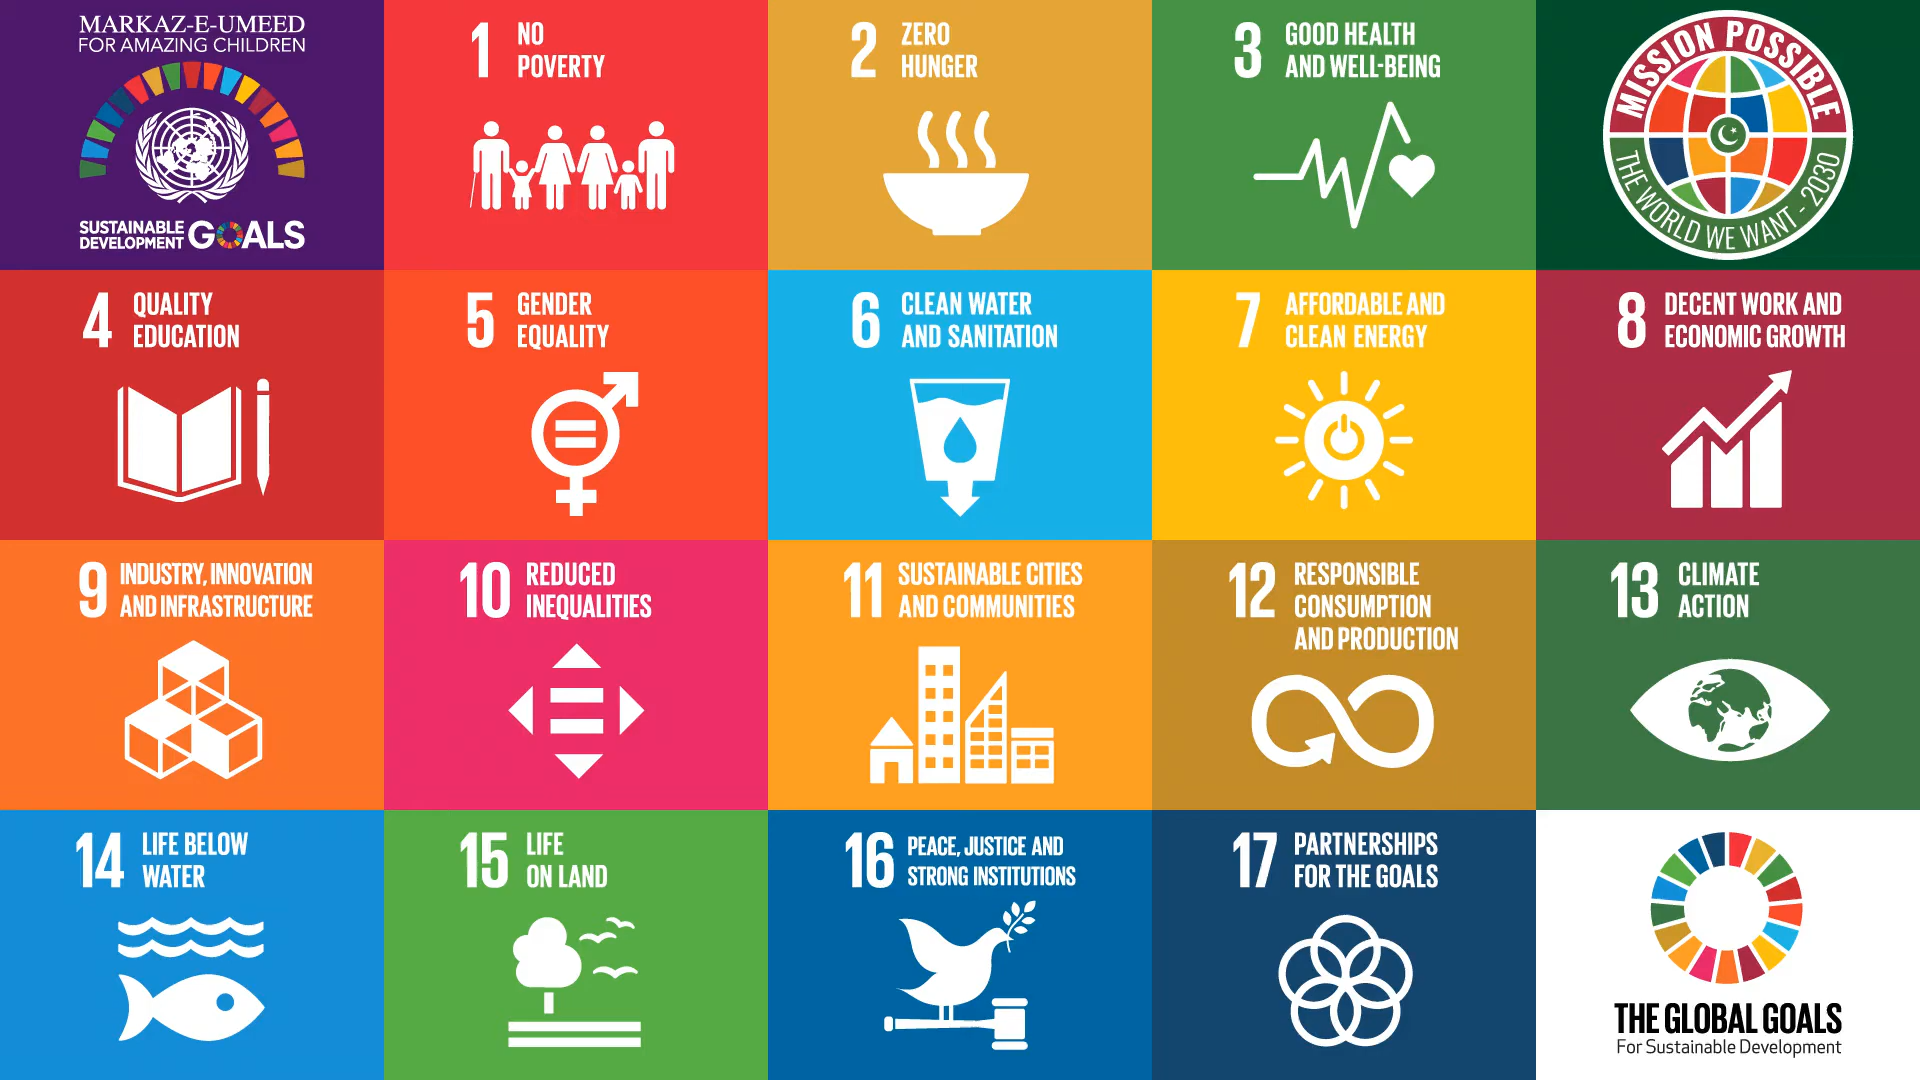 MARKAZ-E-UMEED
FOR AMAZING CHILDREN
SUSTAINABLE
DEVELOPMENT GOALS
1 NO
POVERTY
2 ZERO
HUNGER
3 GOOD HEALTH
AND WELL-BEING
MISSION POSSIBLE
THE WORLD WE WANT - 2030
4 QUALITY
EDUCATION
5 GENDER
EQUALITY
6 CLEAN WATER
AND SANITATION
7 AFFORDABLE AND
CLEAN ENERGY
8 DECENT WORK AND
ECONOMIC GROWTH
9 INDUSTRY, INNOVATION
AND INFRASTRUCTURE
10 REDUCED
INEQUALITIES
11 SUSTAINABLE CITIES
AND COMMUNITIES
12 RESPONSIBLE
CONSUMPTION
AND PRODUCTION
13 CLIMATE
ACTION
14 LIFE BELOW
WATER
15 LIFE
ON LAND
16 PEACE, JUSTICE AND
STRONG INSTITUTIONS
17 PARTNERSHIPS
FOR THE GOALS
THE GLOBAL GOALS
For Sustainable Development